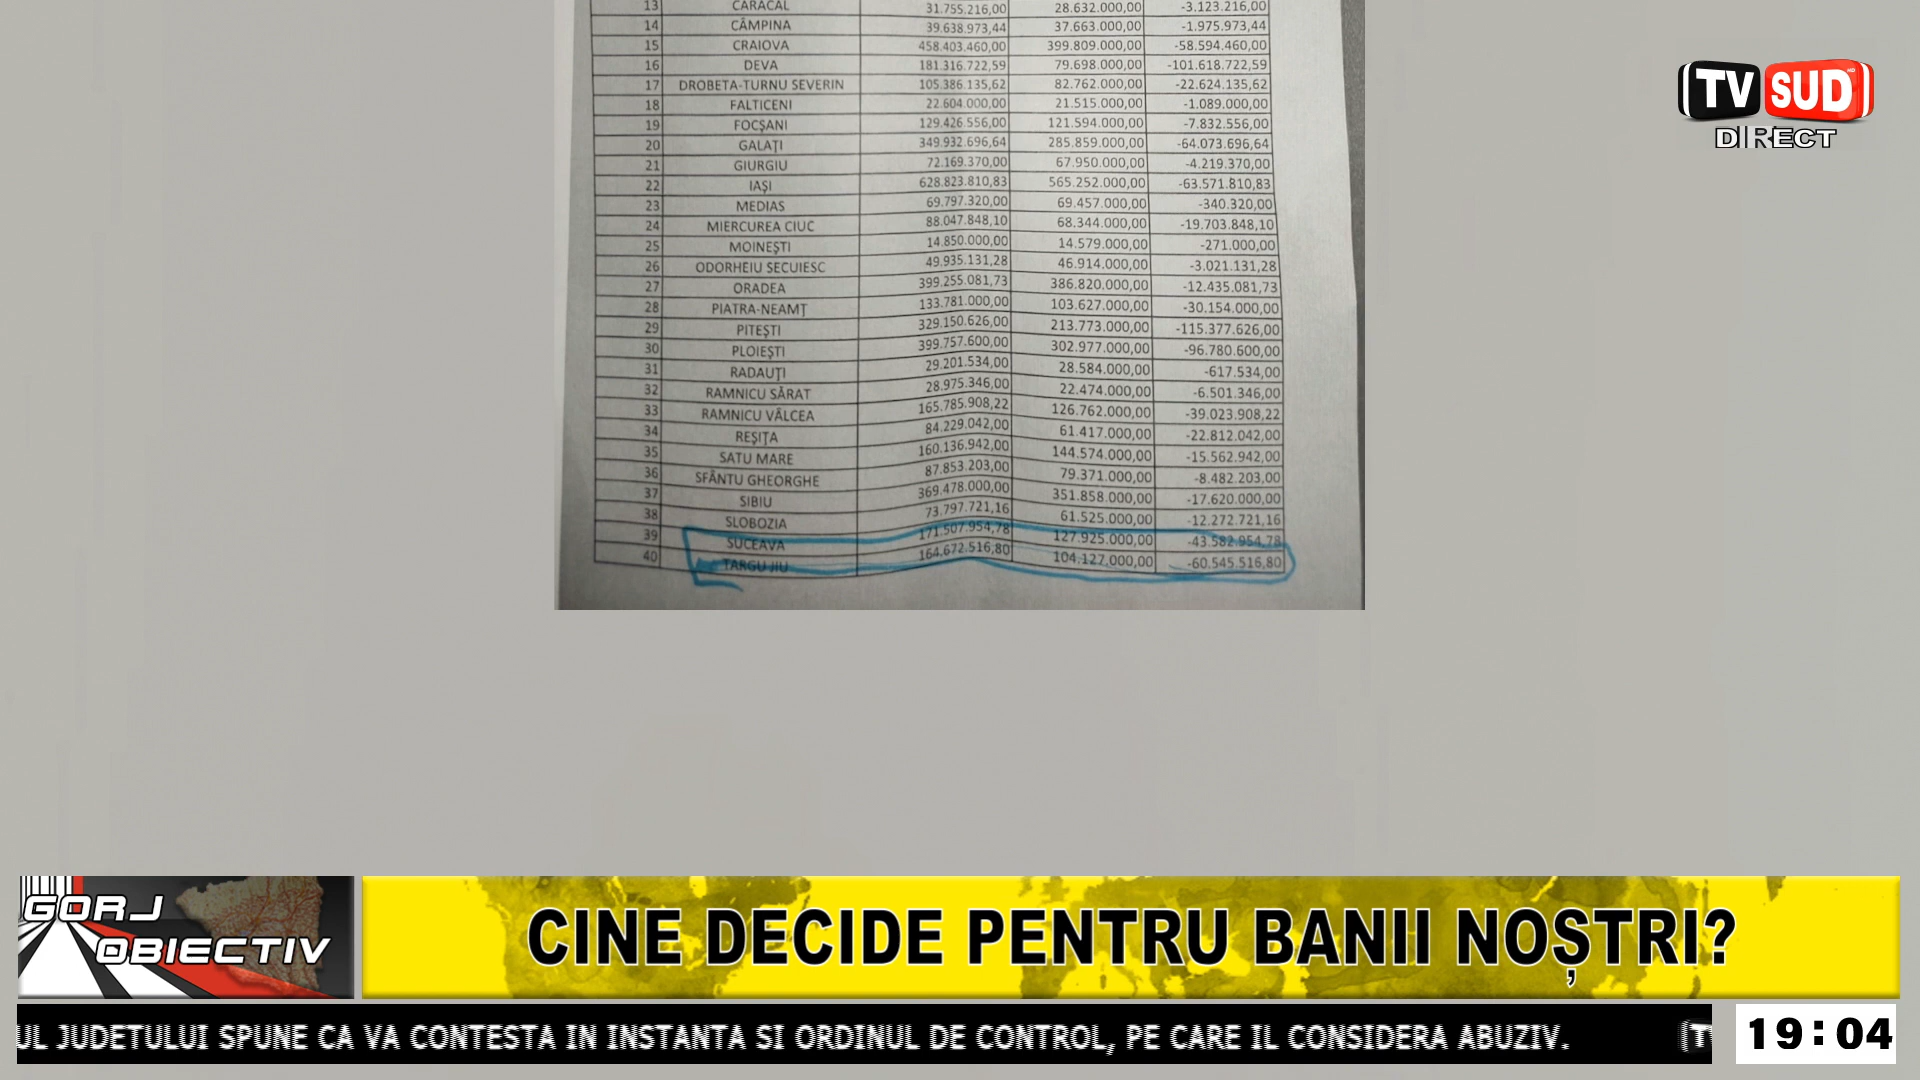 13 CARACAL 31.755.216,00 28.632.000,00 -3.123.216,00
14 CÂMPINA 39.638.973,44 37.663.000,00 -1.975.973,44
15 CRAIOVA 458.403.460,00 399.809.000,00 -58.594.460,00
16 DEVA 181.316.722,59 79.698.000,00 -101.618.722,59
17 DROBETA-TURNU SEVERIN 105.386.135,62 82.762.000,00 -22.624.135,62
18 FALTICENI 22.604.000,00 21.515.000,00 -1.089.000,00
19 FOCȘANI 129.426.556,00 121.594.000,00 -7.832.556,00
20 GALAȚI 349.932.696,64 285.859.000,00 -64.073.696,64
21 GIURGIU 72.169.370,00 67.950.000,00 -4.219.370,00
22 IAȘI 628.823.810,83 565.252.000,00 -63.571.810,83
23 MEDIAS 69.797.320,00 69.457.000,00 -340.320,00
24 MIERCUREA CIUC 88.047.848,10 68.344.000,00 -19.703.848,10
25 MOINEȘTI 14.850.000,00 14.579.000,00 -271.000,00
26 ODORHEIU SECUIESC 49.935.131,28 46.914.000,00 -3.021.131,28
27 ORADEA 399.255.081,73 386.820.000,00 -12.435.081,73
28 PIATRA-NEAMȚ 133.781.000,00 103.627.000,00 -30.154.000,00
29 PITEȘTI 329.150.626,00 213.773.000,00 -115.377.626,00
30 PLOIEȘTI 399.757.600,00 302.977.000,00 -96.780.600,00
31 RADAUȚI 29.201.534,00 28.584.000,00 -617.534,00
32 RAMNICU SĂRAT 28.975.346,00 22.474.000,00 -6.501.346,00
33 RAMNICU VÂLCEA 165.785.908,22 126.762.000,00 -39.023.908,22
34 REȘIȚA 84.229.042,00 61.417.000,00 -22.812.042,00
35 SATU MARE 160.136.942,00 144.574.000,00 -15.562.942,00
36 SFÂNTU GHEORGHE 87.853.203,00 79.371.000,00 -8.482.203,00
37 SIBIU 369.478.000,00 351.858.000,00 -17.620.000,00
38 SLOBOZIA 73.797.721,16 61.525.000,00 -12.272.721,16
39 SUCEAVA 171.507.954,78 127.925.000,00 -43.582.954,78
40 TARGU JIU 164.672.516,80 104.127.000,00 -60.545.516,80
TV SUD
DIRECT
GORJ
OBIECTIV
CINE DECIDE PENTRU BANII NOȘTRI?
UL JUDETULUI SPUNE CA VA CONTESTA IN INSTANTA SI ORDINUL DE CONTROL, PE CARE IL CONSIDERA ABUZIV.
19:04